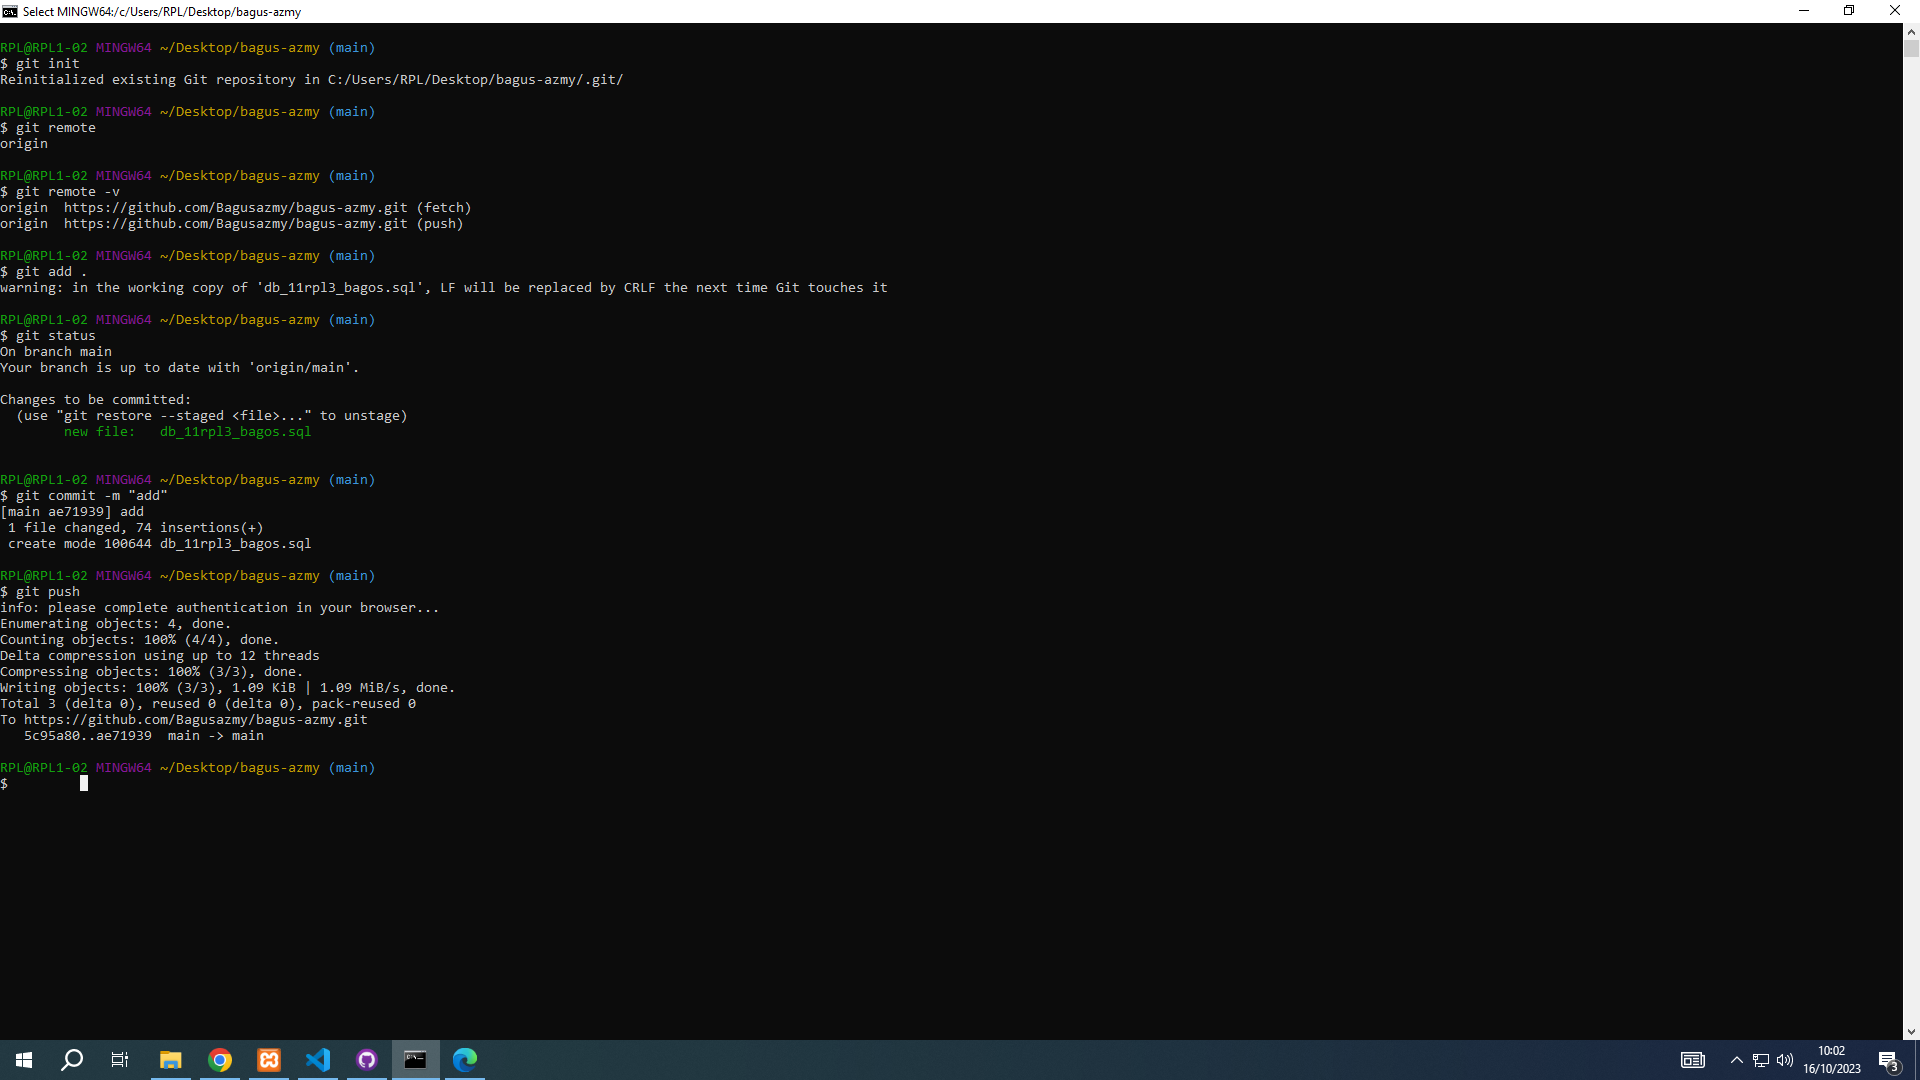 Select MINGW64:/c/Users/RPL/Desktop/bagus-azmy
RPL@RPL1-02 MINGW64 ~/Desktop/bagus-azmy (main)
$ git init
Reinitialized existing Git repository in C:/Users/RPL/Desktop/bagus-azmy/.git/
RPL@RPL1-02 MINGW64 ~/Desktop/bagus-azmy (main)
$ git remote
origin
RPL@RPL1-02 MINGW64 ~/Desktop/bagus-azmy (main)
$ git remote -v
origin  https://github.com/Bagusazmy/bagus-azmy.git (fetch)
origin  https://github.com/Bagusazmy/bagus-azmy.git (push)
RPL@RPL1-02 MINGW64 ~/Desktop/bagus-azmy (main)
$ git add .
warning: in the working copy of 'db_11rpl3_bagos.sql', LF will be replaced by CRLF the next time Git touches it
RPL@RPL1-02 MINGW64 ~/Desktop/bagus-azmy (main)
$ git status
On branch main
Your branch is up to date with 'origin/main'.
Changes to be committed:
  (use "git restore --staged <file>..." to unstage)
        new file:   db_11rpl3_bagos.sql
RPL@RPL1-02 MINGW64 ~/Desktop/bagus-azmy (main)
$ git commit -m "add"
[main ae71939] add
 1 file changed, 74 insertions(+)
 create mode 100644 db_11rpl3_bagos.sql
RPL@RPL1-02 MINGW64 ~/Desktop/bagus-azmy (main)
$ git push
info: please complete authentication in your browser...
Enumerating objects: 4, done.
Counting objects: 100% (4/4), done.
Delta compression using up to 12 threads
Compressing objects: 100% (3/3), done.
Writing objects: 100% (3/3), 1.09 KiB | 1.09 MiB/s, done.
Total 3 (delta 0), reused 0 (delta 0), pack-reused 0
To https://github.com/Bagusazmy/bagus-azmy.git
   5c95a80..ae71939  main -> main
RPL@RPL1-02 MINGW64 ~/Desktop/bagus-azmy (main)
$
10:02
16/10/2023
3